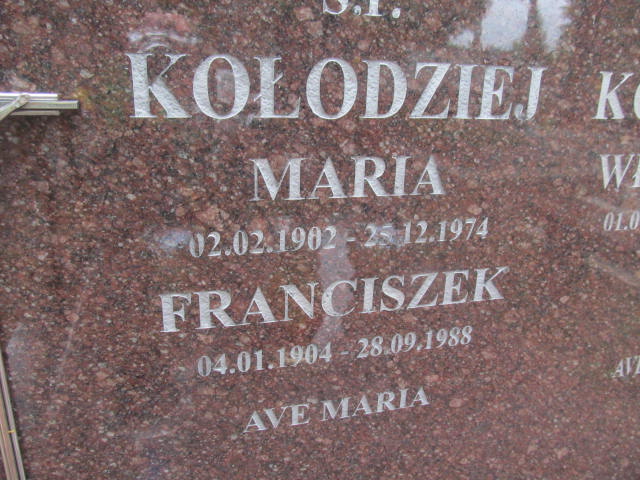 Ś.P.
KOŁODZIEJ
MARIA
02.02.1902 - 25.12.1974
FRANCISZEK
04.01.1904 - 28.09.1988
AVE MARIA